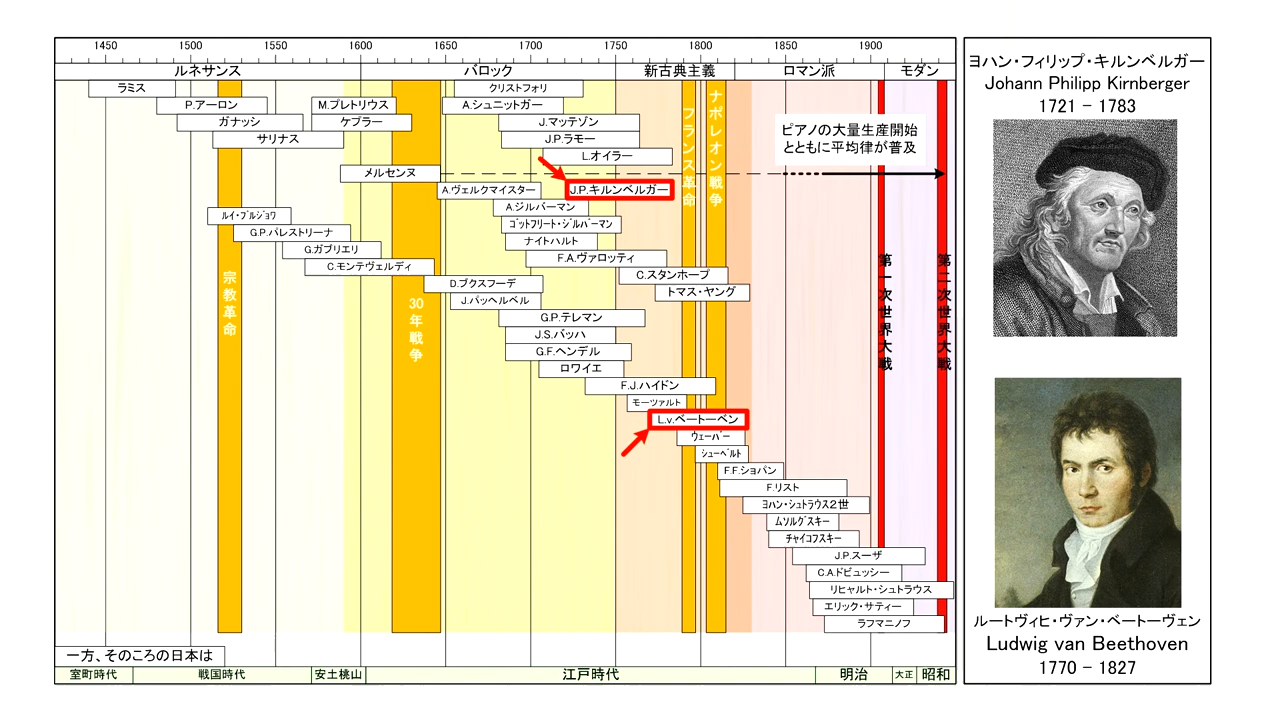 1450 1500 1550 1600 1650 1700 1750 1800 1850 1900
ルネサンス バロック 新古典主義 ロマン派 モダン
ラミス
クリストフォリ
P.アーロン
M.プレトリウス
A.シュニットガー
ガナッシ
ケプラー
J.マッテゾン
サリナス
J.P.ラモー
L.オイラー
メルセンヌ
A.ヴェルクマイスター
J.P.キルンベルガー
A.ジルバーマン
ルイ・ブルジョワ
ゴットフリート・ジルバーマン
G.P.パレストリーナ
ナイトハルト
G.ガブリエリ
F.A.ヴァロッティ
C.モンテヴェルディ
C.スタンホープ
D.ブクスフーデ
トマス・ヤング
J.パッヘルベル
G.P.テレマン
J.S.バッハ
G.F.ヘンデル
ロワイエ
F.J.ハイドン
モーツァルト
L.v.ベートーベン
ウェーバー
シューベルト
F.F.ショパン
F.リスト
ヨハン・シュトラウス2世
ムソルグスキー
チャイコフスキー
J.P.スーザ
C.A.ドビュッシー
リヒャルト・シュトラウス
エリック・サティー
ラフマニノフ
宗教革命
30年戦争
フランス革命
ナポレオン戦争
第一次世界大戦
第二次世界大戦
ピアノの大量生産開始
とともに平均律が普及
一方、そのころの日本は
室町時代 戦国時代 安土桃山 江戸時代 明治 大正 昭和
ヨハン・フィリップ・キルンベルガー
Johann Philipp Kirnberger
1721 – 1783
ルートヴィヒ・ヴァン・ベートーヴェン
Ludwig van Beethoven
1770 – 1827